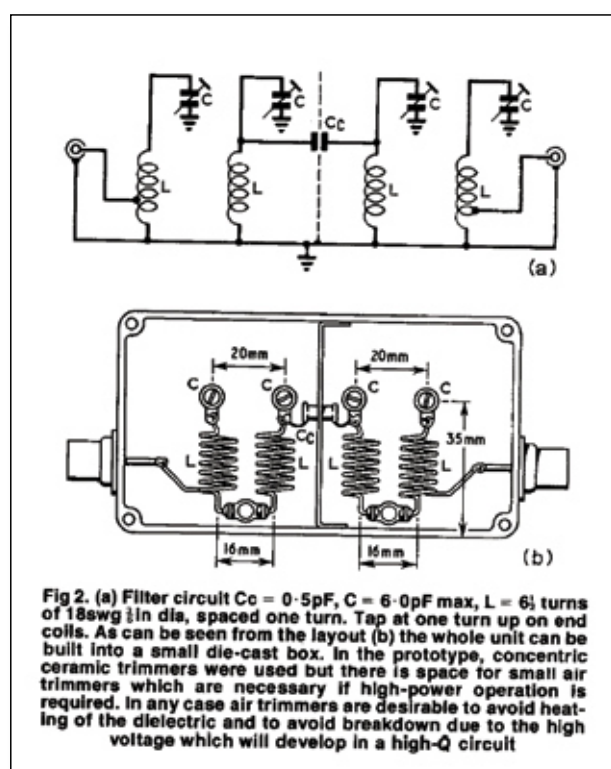 C C C C
Cc
L L L L
(a)
20mm 20mm
C C C C
Cc
35mm
L L L L
16mm 16mm
(b)
Fig 2. (a) Filter circuit Cc = 0·5pF, C = 6·0pF max, L = 6½ turns
of 18swg ⅜in dia, spaced one turn. Tap at one turn up on end
coils. As can be seen from the layout (b) the whole unit can be
built into a small die-cast box. In the prototype, concentric
ceramic trimmers were used but there is space for small air
trimmers which are necessary if high-power operation is
required. In any case air trimmers are desirable to avoid heat-
ing of the dielectric and to avoid breakdown due to the high
voltage which will develop in a high-Q circuit